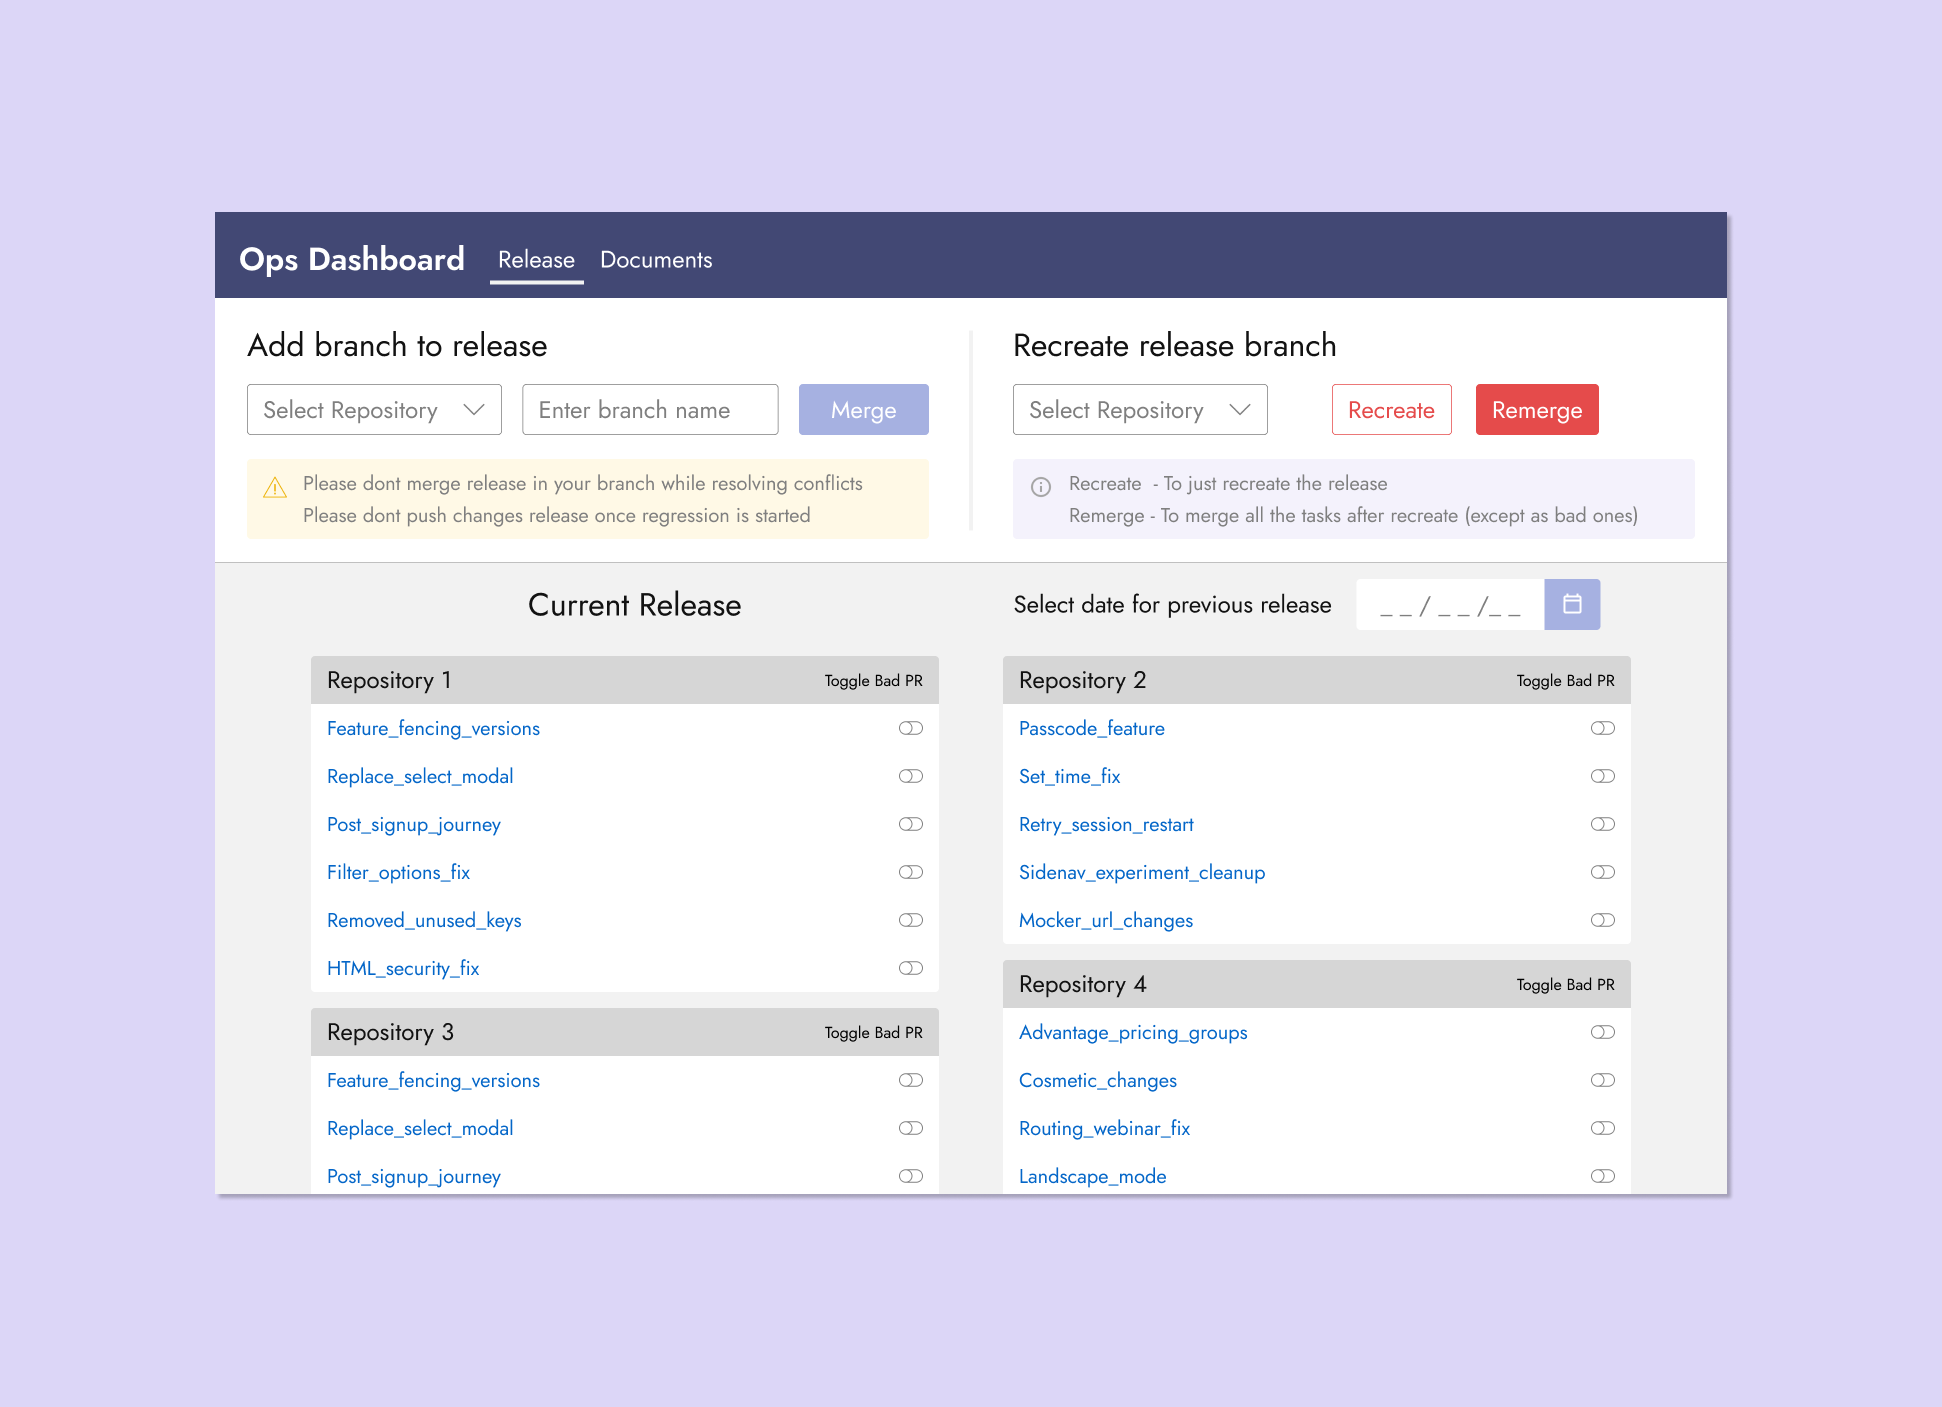 Ops Dashboard Release Documents
Add branch to release
Select Repository Enter branch name Merge
Please dont merge release in your branch while resolving conflicts
Please dont push changes release once regression is started
Recreate release branch
Select Repository Recreate Remerge
Recreate - To just recreate the release
Remerge - To merge all the tasks after recreate (except as bad ones)
Current Release
Select date for previous release _ _ / _ _ /_ _
Repository 1 Toggle Bad PR
Feature_fencing_versions
Replace_select_modal
Post_signup_journey
Filter_options_fix
Removed_unused_keys
HTML_security_fix
Repository 2 Toggle Bad PR
Passcode_feature
Set_time_fix
Retry_session_restart
Sidenav_experiment_cleanup
Mocker_url_changes
Repository 3 Toggle Bad PR
Feature_fencing_versions
Replace_select_modal
Post_signup_journey
Repository 4 Toggle Bad PR
Advantage_pricing_groups
Cosmetic_changes
Routing_webinar_fix
Landscape_mode